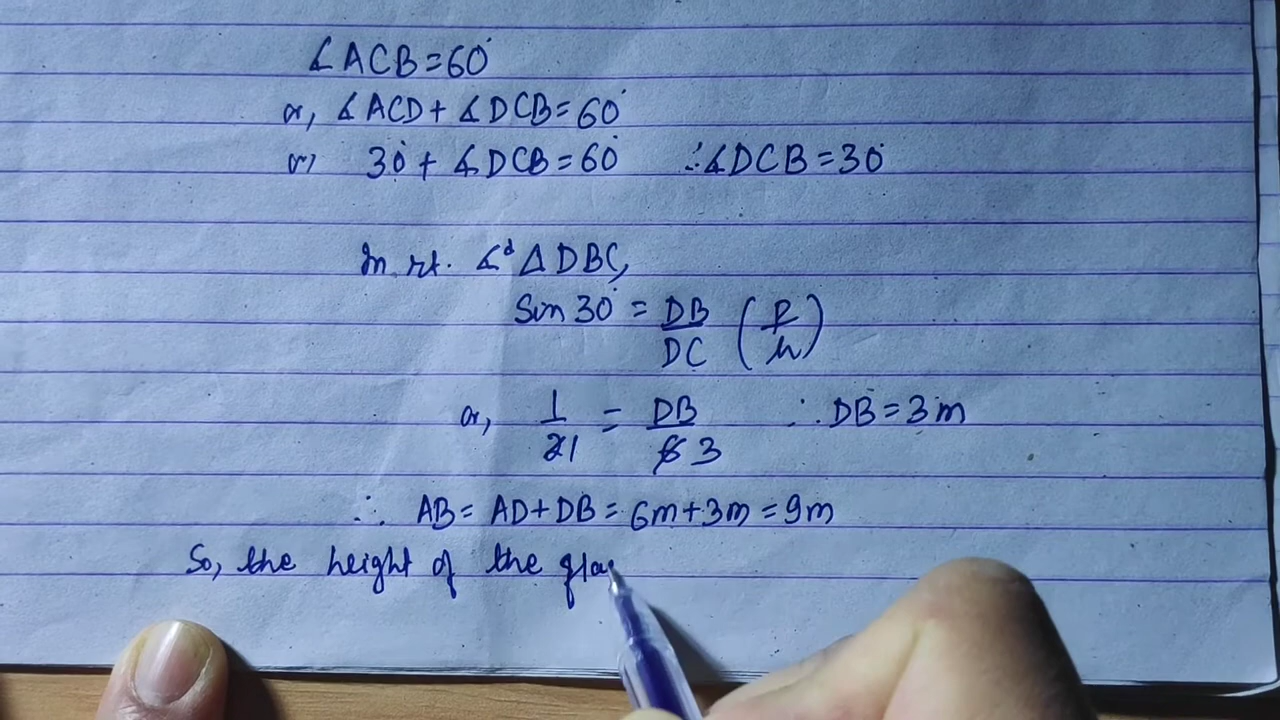 ∡ACB=60°
or, ∡ACD+ ∡DCB=60°
or, 30°+ ∡DCB=60° ∴∡DCB=30°
In rt. ∡ᵈ ΔDBC,
Sin 30° = DB/DC (P/h)
or, 1/2 1 = DB/6 3 ∴DB=3m
∴ AB= AD+DB= 6m+3m=9m
So, the height of the